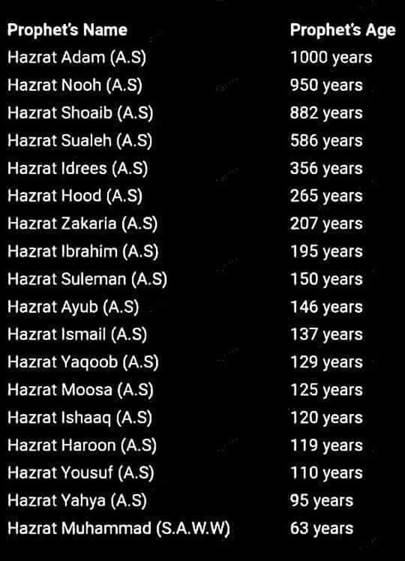 Prophet's Name Prophet's Age
Hazrat Adam (A.S) 1000 years
Hazrat Nooh (A.S) 950 years
Hazrat Shoaib (A.S) 882 years
Hazrat Sualeh (A.S) 586 years
Hazrat Idrees (A.S) 356 years
Hazrat Hood (A.S) 265 years
Hazrat Zakaria (A.S) 207 years
Hazrat Ibrahim (A.S) 195 years
Hazrat Suleman (A.S) 150 years
Hazrat Ayub (A.S) 146 years
Hazrat Ismail (A.S) 137 years
Hazrat Yaqoob (A.S) 129 years
Hazrat Moosa (A.S) 125 years
Hazrat Ishaaq (A.S) 120 years
Hazrat Haroon (A.S) 119 years
Hazrat Yousuf (A.S) 110 years
Hazrat Yahya (A.S) 95 years
Hazrat Muhammad (S.A.W.W) 63 years